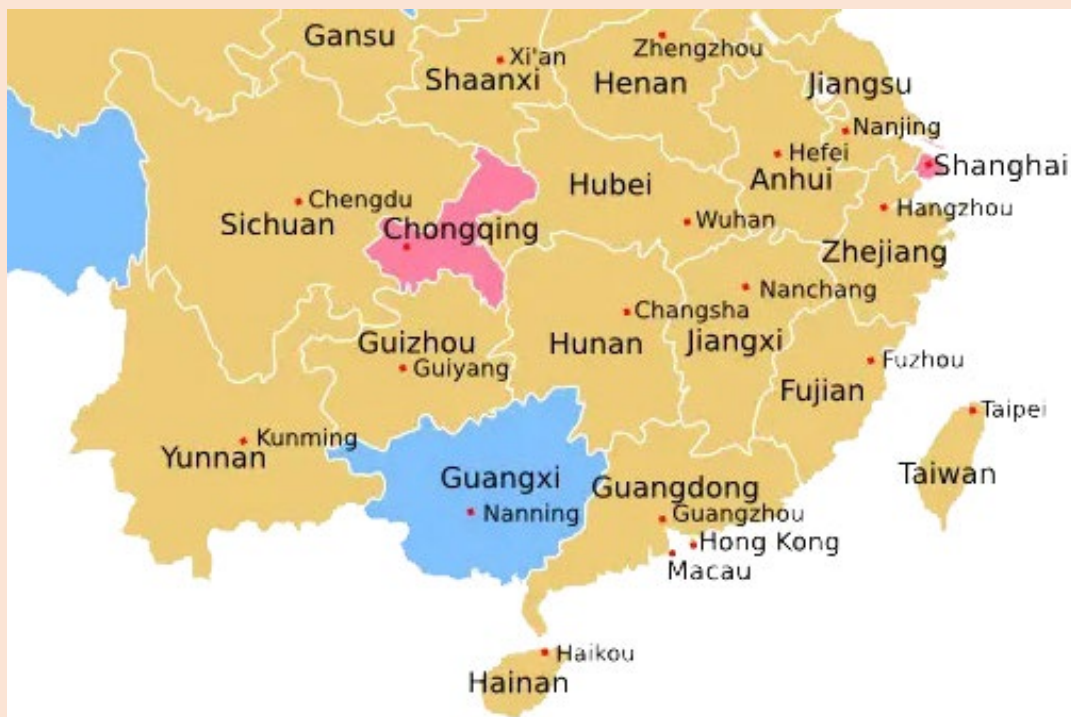 Gansu
Xi'an
Shaanxi
Zhengzhou
Henan
Jiangsu
Nanjing
Hefei
Anhui
Shanghai
Hubei
Chengdu
Sichuan
Chongqing
Wuhan
Hangzhou
Zhejiang
Nanchang
Changsha
Jiangxi
Hunan
Guizhou
Guiyang
Fuzhou
Fujian
Taipei
Taiwan
Kunming
Yunnan
Guangxi
Nanning
Guangdong
Guangzhou
Hong Kong
Macau
Haikou
Hainan